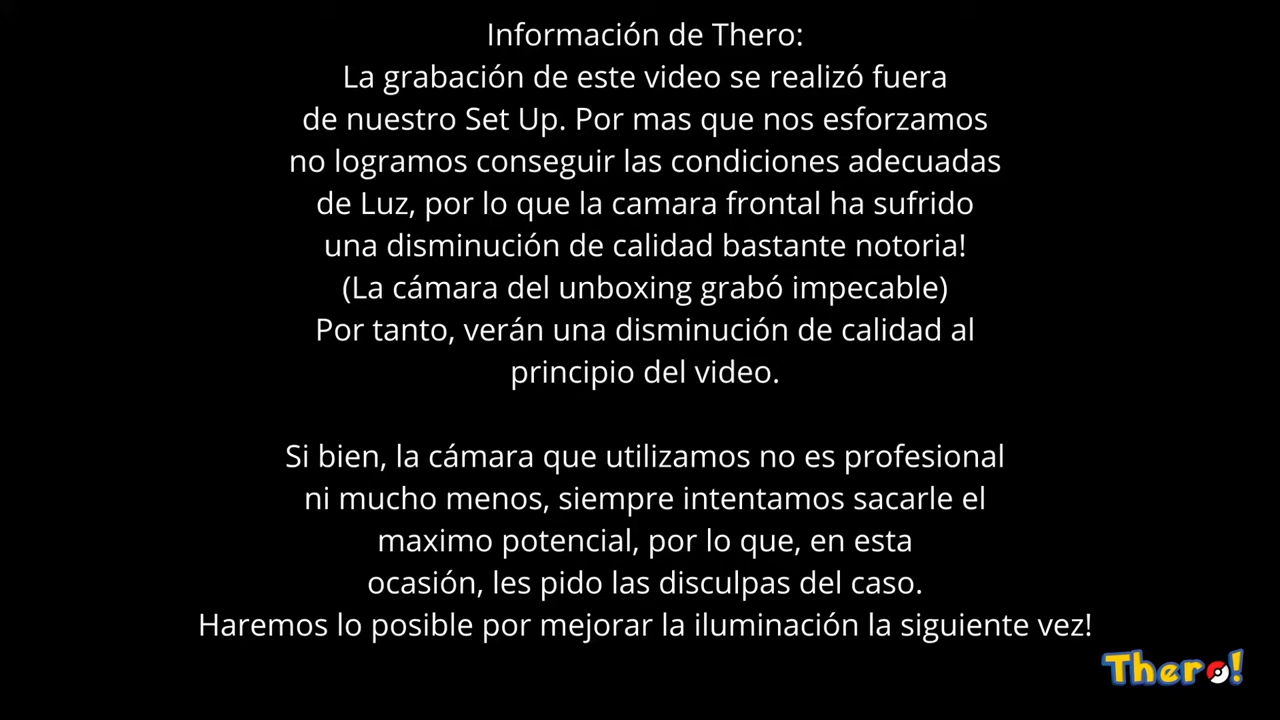 Información de Thero:
La grabación de este video se realizó fuera
de nuestro Set Up. Por mas que nos esforzamos
no logramos conseguir las condiciones adecuadas
de Luz, por lo que la camara frontal ha sufrido
una disminución de calidad bastante notoria!
(La cámara del unboxing grabó impecable)
Por tanto, verán una disminución de calidad al
principio del video.
Si bien, la cámara que utilizamos no es profesional
ni mucho menos, siempre intentamos sacarle el
maximo potencial, por lo que, en esta
ocasión, les pido las disculpas del caso.
Haremos lo posible por mejorar la iluminación la siguiente vez!
Thero!